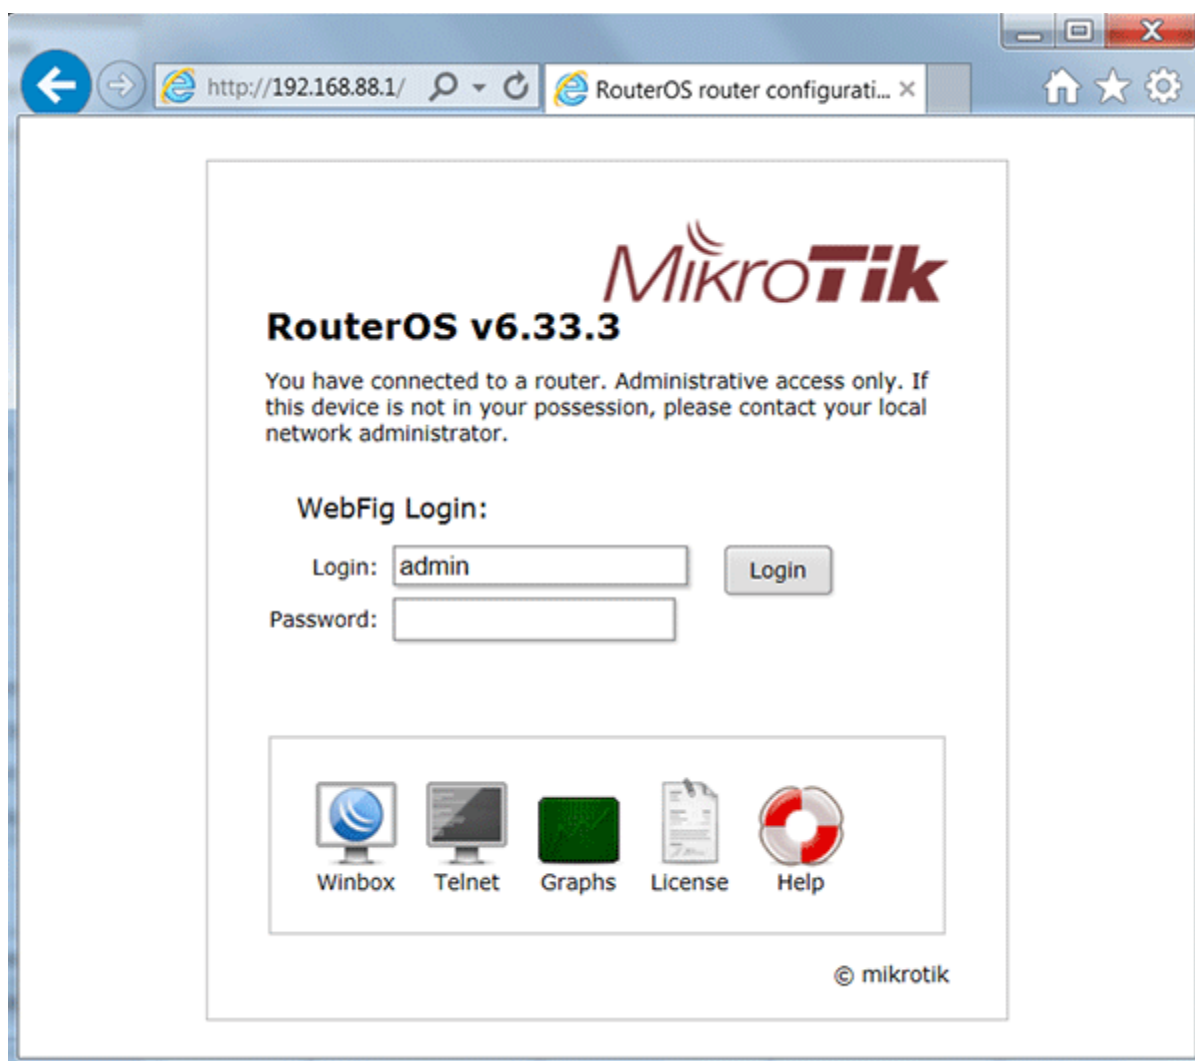 http://192.168.88.1/
RouterOS router configurati...
MikroTik
RouterOS v6.33.3
You have connected to a router. Administrative access only. If
this device is not in your possession, please contact your local
network administrator.
WebFig Login:
Login: admin Login
Password:
Winbox Telnet Graphs License Help
© mikrotik